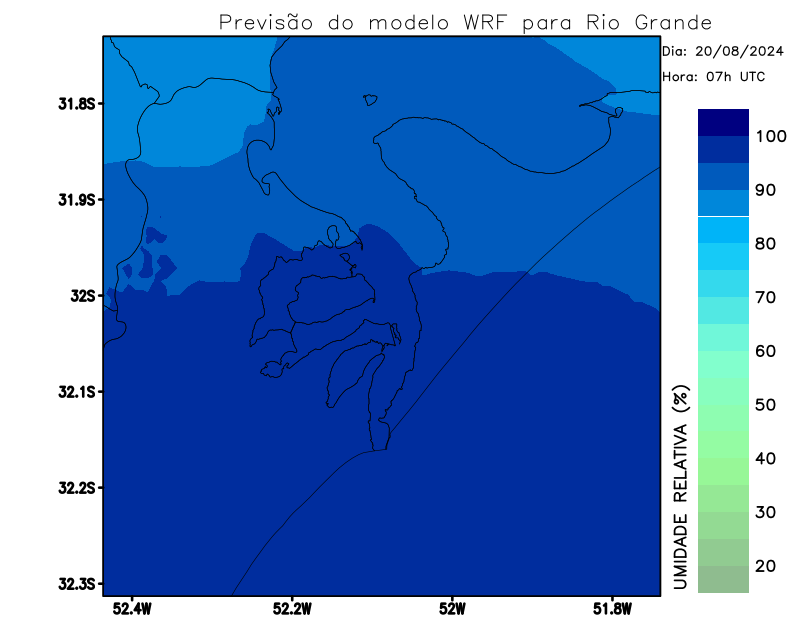 Previsão do modelo WRF para Rio Grande
Dia: 20/08/2024
Hora: 07h UTC
31.8S
31.9S
32S
32.1S
32.2S
32.3S
52.4W
52.2W
52W
51.8W
100
90
80
70
60
50
40
30
20
UMIDADE RELATIVA (%)